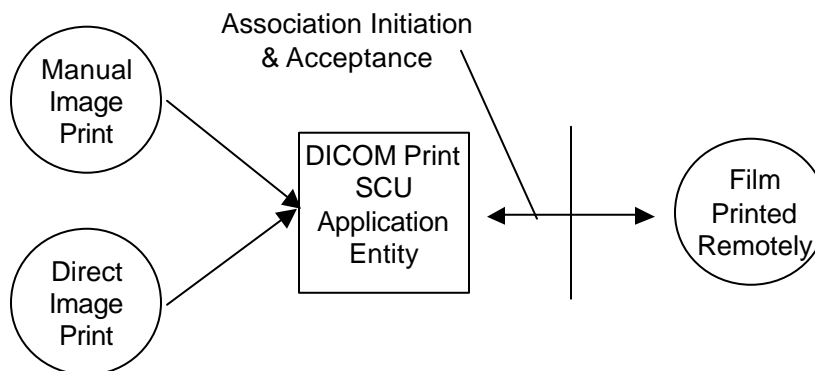 Association Initiation
& Acceptance
Manual
Image
Print
DICOM Print
SCU
Application
Entity
Film
Printed
Remotely
Direct
Image
Print